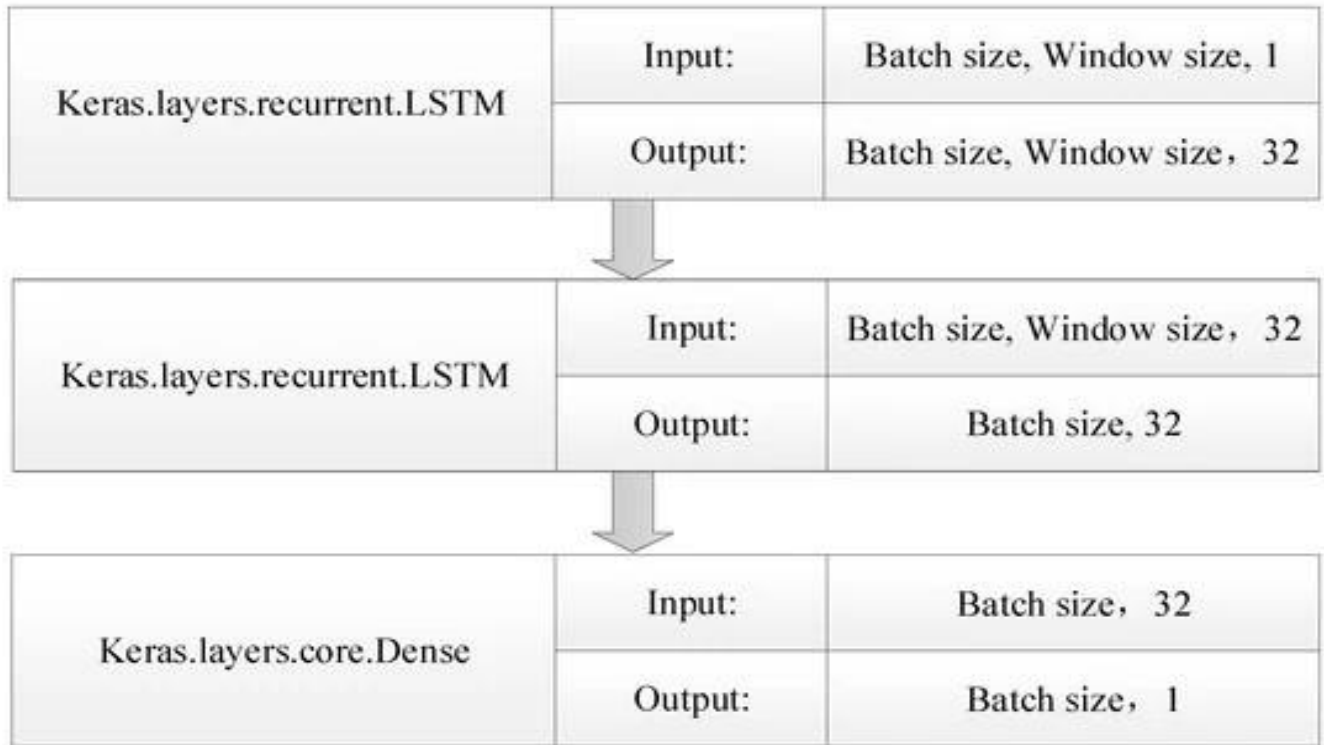 Keras.layers.recurrent.LSTM
Input:
Batch size, Window size, 1
Output:
Batch size, Window size，32
Keras.layers.recurrent.LSTM
Input:
Batch size, Window size，32
Output:
Batch size, 32
Keras.layers.core.Dense
Input:
Batch size，32
Output:
Batch size，1